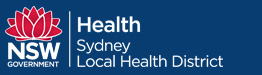 NSW
GOVERNMENT
Health
Sydney
Local Health District